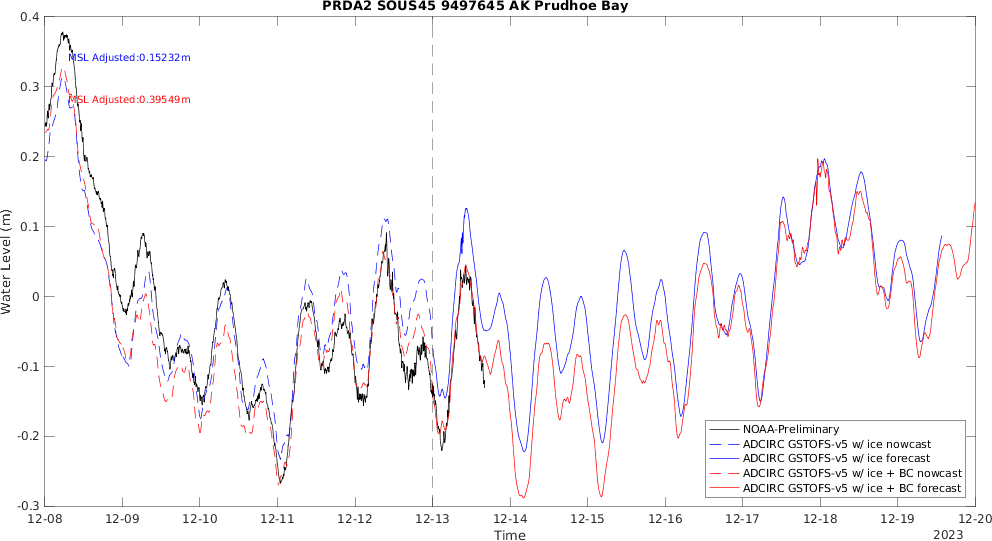 PRDA2 SOUS45 9497645 AK Prudhoe Bay
MSL Adjusted:0.15232m
MSL Adjusted:0.39549m
Water Level (m)
0.4
0.3
0.2
0.1
0
-0.1
-0.2
-0.3
NOAA-Preliminary
ADCIRC GSTOFS-v5 w/ ice nowcast
ADCIRC GSTOFS-v5 w/ ice forecast
ADCIRC GSTOFS-v5 w/ ice + BC nowcast
ADCIRC GSTOFS-v5 w/ ice + BC forecast
12-08 12-09 12-10 12-11 12-12 12-13 12-14 12-15 12-16 12-17 12-18 12-19 12-20
Time
2023